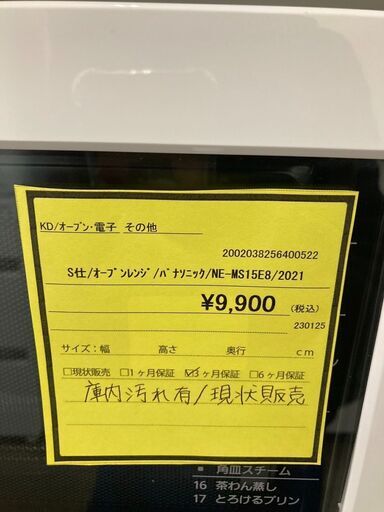 KD/オーブン・電子 その他
2002038256400522
S仕/オーブンレンジ/パナソニック/NE-MS15E8/2021
¥9,900 (税込)
230125
サイズ:幅 高さ 奥行 cm
□現状販売 □1ヶ月保証 ☑3ヶ月保証 □6ヶ月保証
庫内汚れ有/現状販売
■ 角皿スチーム
16 茶わん蒸し
17 とろけるプリン